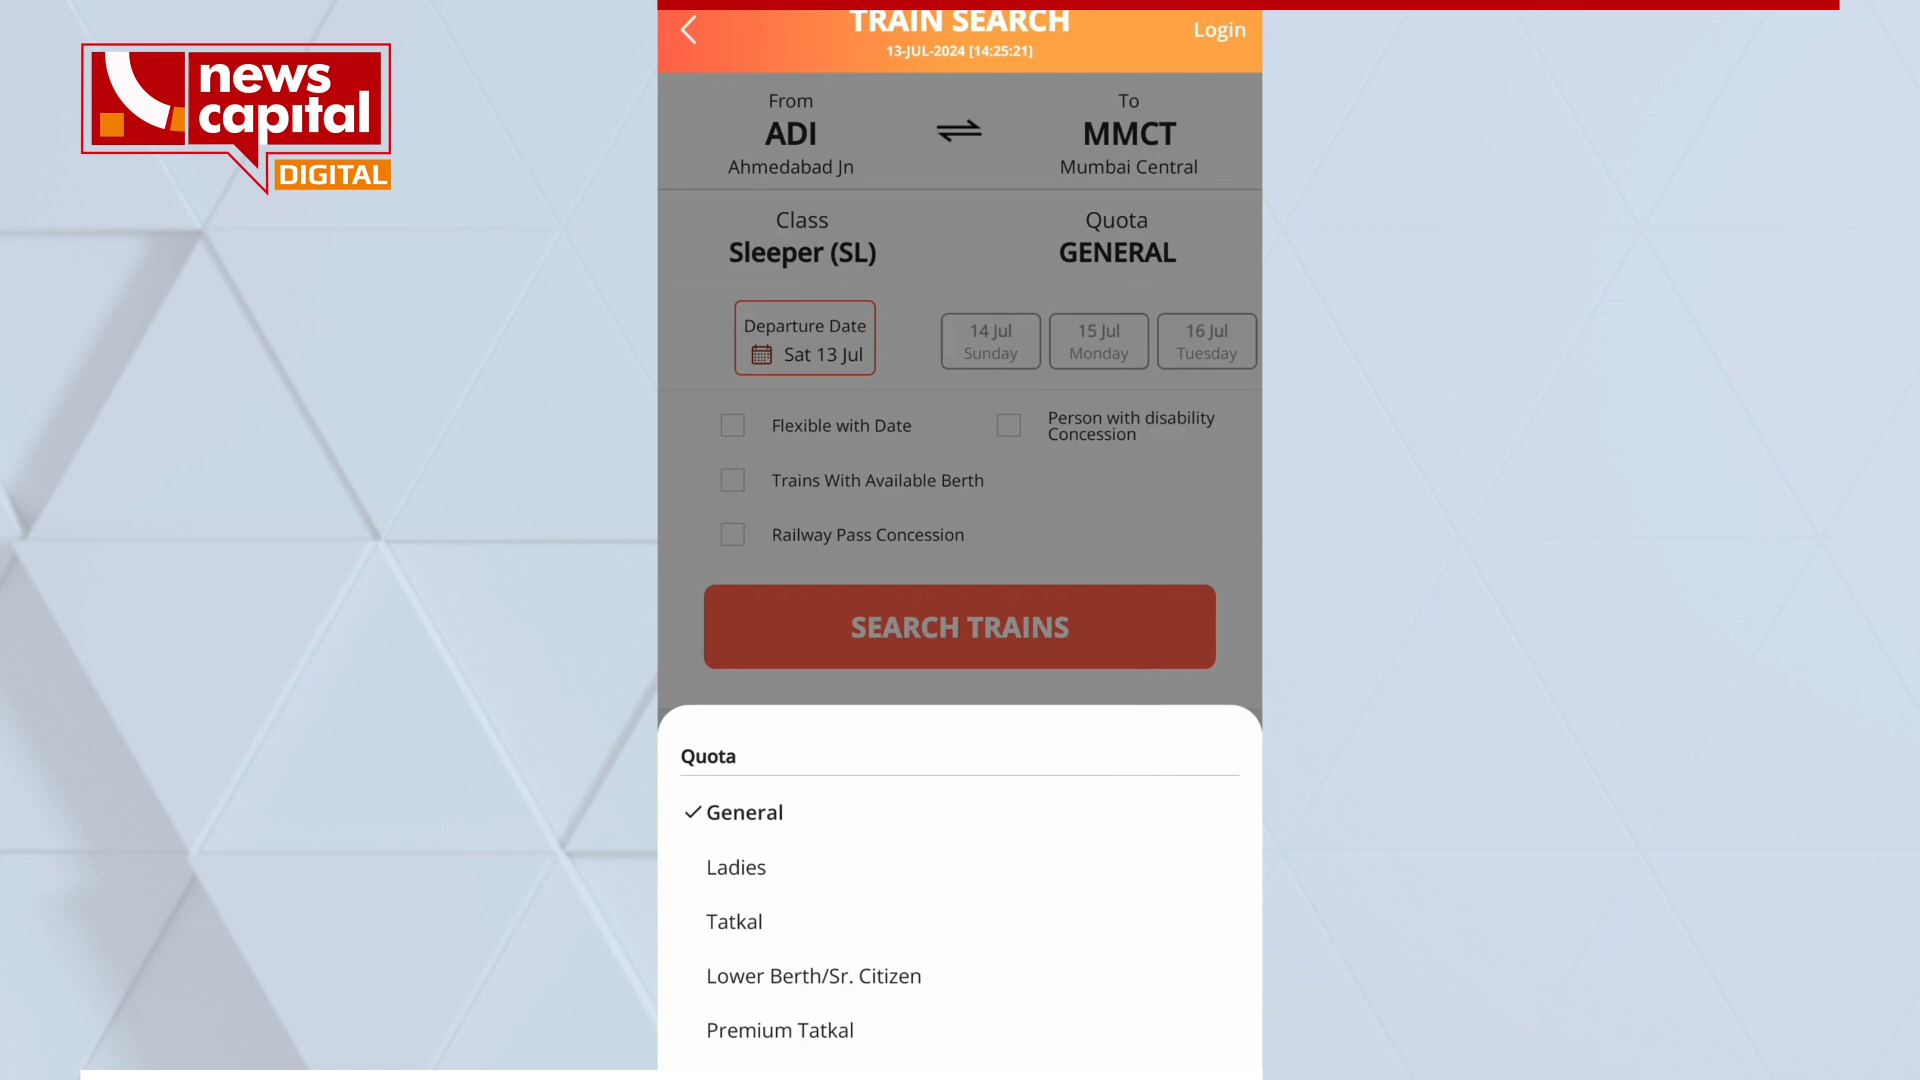 news
capital
DIGITAL
TRAIN SEARCH
Login
13-JUL-2024 [14:25:21]
From
To
ADI
MMCT
Ahmedabad Jn
Mumbai Central
Class
Quota
Sleeper (SL)
GENERAL
Departure Date
Sat 13 Jul
14 Jul
Sunday
15 Jul
Monday
16 Jul
Tuesday
Flexible with Date
Person with disability
Concession
Trains With Available Berth
Railway Pass Concession
SEARCH TRAINS
Quota
General
Ladies
Tatkal
Lower Berth/Sr. Citizen
Premium Tatkal